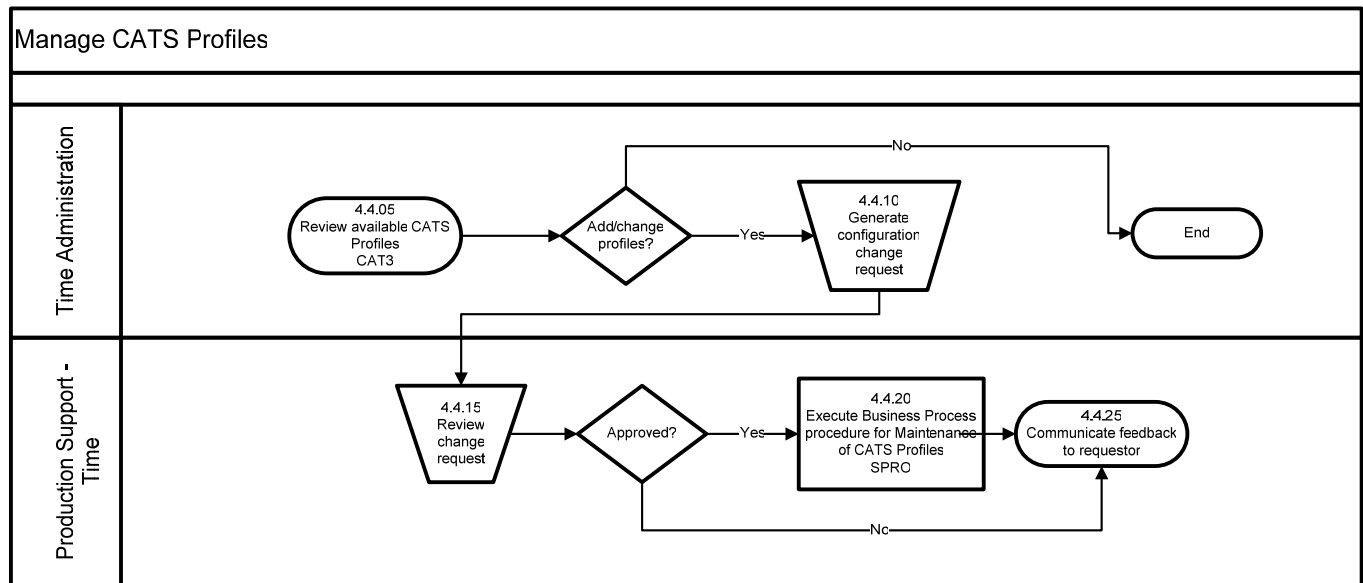 Manage CATS Profiles
Time Administration
4.4.05
Review available CATS
Profiles
CAT3
Add/change
profiles?
No
Yes
4.4.10
Generate
configuration
change
request
End
Production Support -
Time
4.4.15
Review
change
request
Approved?
Yes
4.4.20
Execute Business Process
procedure for Maintenance
of CATS Profiles
SPRO
4.4.25
Communicate feedback
to requestor
No